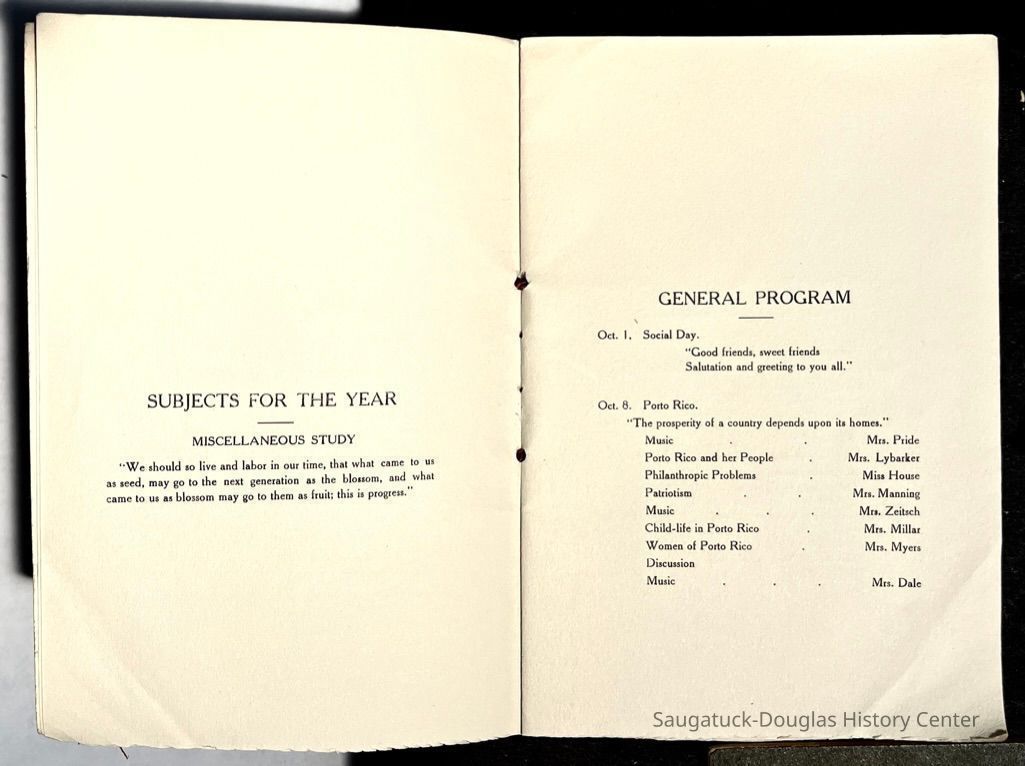 SUBJECTS FOR THE YEAR
MISCELLANEOUS STUDY
"We should so live and labor in our time, that what came to us
as seed, may go to the next generation as the blossom, and what
came to us as blossom may go to them as fruit; this is progress."
GENERAL PROGRAM
Oct. 1. Social Day.
"Good friends, sweet friends
Salutation and greeting to you all."
Oct. 8. Porto Rico.
"The prosperity of a country depends upon its homes."
Music . . Mrs. Pride
Porto Rico and her People . Mrs. Lybarker
Philanthropic Problems . Miss House
Patriotism . . Mrs. Manning
Music . . . Mrs. Zeitsch
Child-life in Porto Rico . Mrs. Millar
Women of Porto Rico . Mrs. Myers
Discussion
Music . . . Mrs. Dale
Saugatuck-Douglas History Center